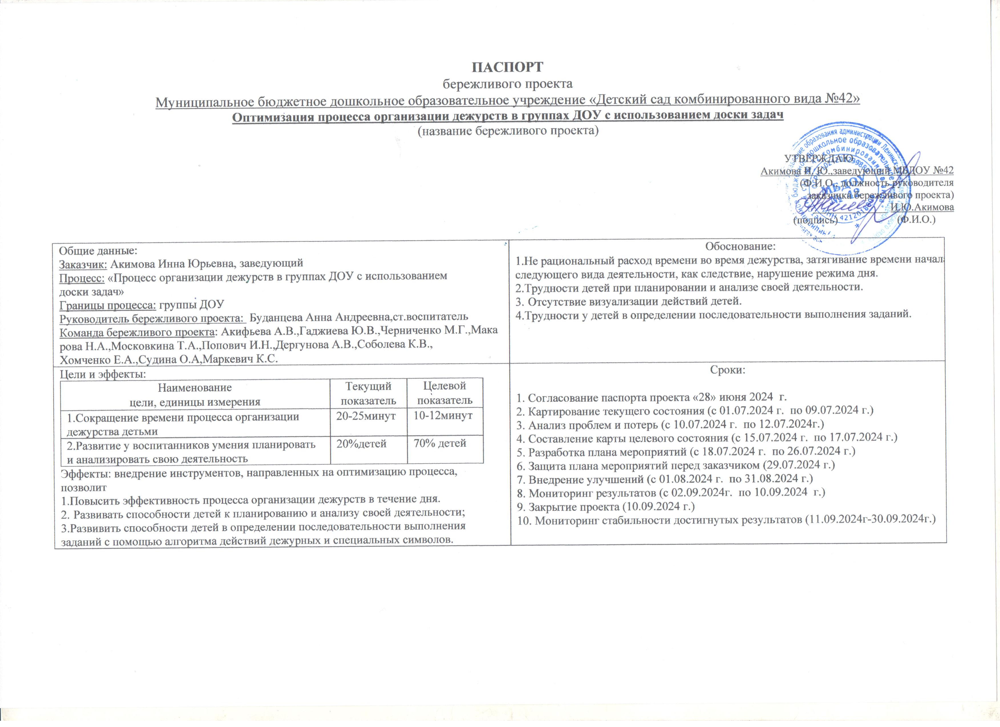 ПАСПОРТ
бережливого проекта
Муниципальное бюджетное дошкольное образовательное учреждение «Детский сад комбинированного вида №42»
Оптимизация процесса организации дежурств в группах ДОУ с использованием доски задач
(название бережливого проекта)
УТВЕРЖДАЮ
Акимова И. Ю.,заведующий МБДОУ №42
(Ф.И.О., должность руководителя
заказчика бережливого проекта)
И.Ю.Акимова
(подпись) (Ф.И.О.)
МБДОУ
№ 42
Общие данные:
Заказчик: Акимова Инна Юрьевна, заведующий
Процесс: «Процесс организации дежурств в группах ДОУ с использованием
доски задач»
Границы процесса: группы ДОУ
Руководитель бережливого проекта: Буданцева Анна Андреевна,ст.воспитатель
Команда бережливого проекта: Акифьева А.В.,Гаджиева Ю.В.,Черниченко М.Г.,Мака
рова Н.А.,Московкина Т.А.,Попович И.Н.,Дергунова А.В.,Соболева К.В.,
Хомченко Е.А.,Судина О.А,Маркевич К.С.
Обоснование:
1.Не рациональный расход времени во время дежурства, затягивание времени начал
следующего вида деятельности, как следствие, нарушение режима дня.
2.Трудности детей при планировании и анализе своей деятельности.
3. Отсутствие визуализации действий детей.
4.Трудности у детей в определении последовательности выполнения заданий.
Цели и эффекты:
Наименование
цели, единицы измерения
Текущий
показатель
Целевой
показатель
1.Сокращение времени процесса организации
дежурства детьми
20-25минут
10-12минут
2.Развитие у воспитанников умения планировать
и анализировать свою деятельность
20%детей
70% детей
Эффекты: внедрение инструментов, направленных на оптимизацию процесса,
позволит
1.Повысить эффективность процесса организации дежурств в течение дня.
2. Развивать способности детей к планированию и анализу своей деятельности;
3.Развивить способности детей в определении последовательности выполнения
заданий с помощью алгоритма действий дежурных и специальных символов.
Сроки:
1. Согласование паспорта проекта «28» июня 2024 г.
2. Картирование текущего состояния (с 01.07.2024 г. по 09.07.2024 г.)
3. Анализ проблем и потерь (с 10.07.2024 г. по 12.07.2024г.)
4. Составление карты целевого состояния (с 15.07.2024 г. по 17.07.2024 г.)
5. Разработка плана мероприятий (с 18.07.2024 г. по 26.07.2024 г.)
6. Защита плана мероприятий перед заказчиком (29.07.2024 г.)
7. Внедрение улучшений (с 01.08.2024 г. по 31.08.2024 г.)
8. Мониторинг результатов (с 02.09.2024г. по 10.09.2024 г.)
9. Закрытие проекта (10.09.2024 г.)
10. Мониторинг стабильности достигнутых результатов (11.09.2024г-30.09.2024г.)